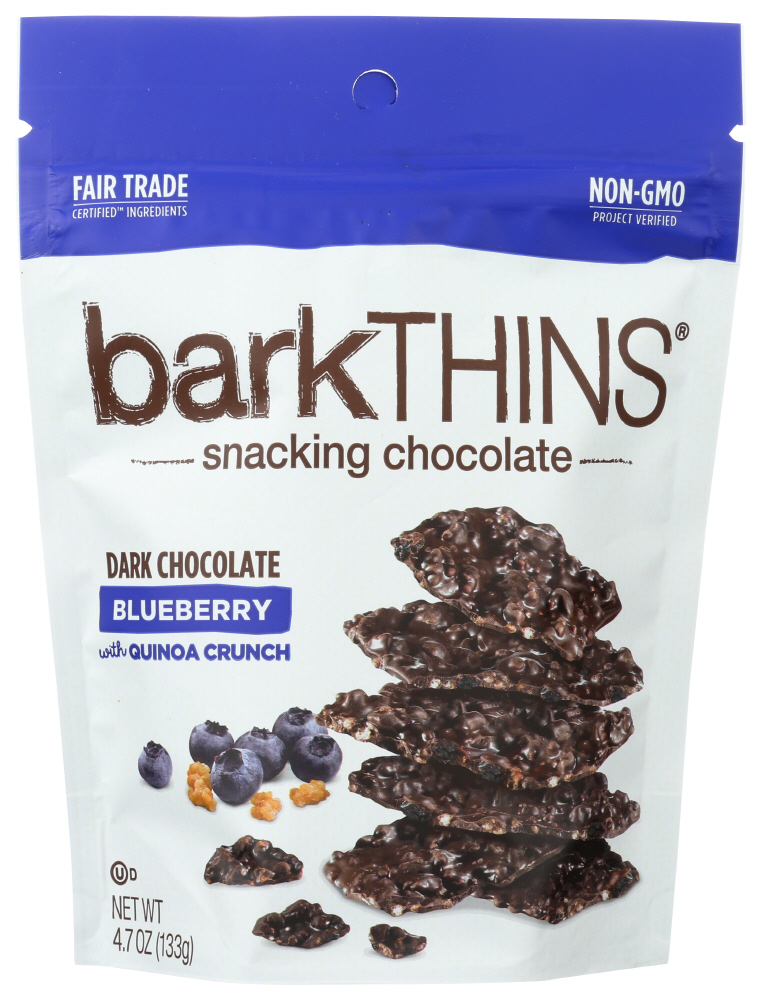 FAIR TRADE
CERTIFIED™ INGREDIENTS
NON-GMO
PROJECT VERIFIED
barkTHINS®
snacking chocolate
DARK CHOCOLATE
BLUEBERRY
with QUINOA CRUNCH
U D
NET WT
4.7 OZ (133g)